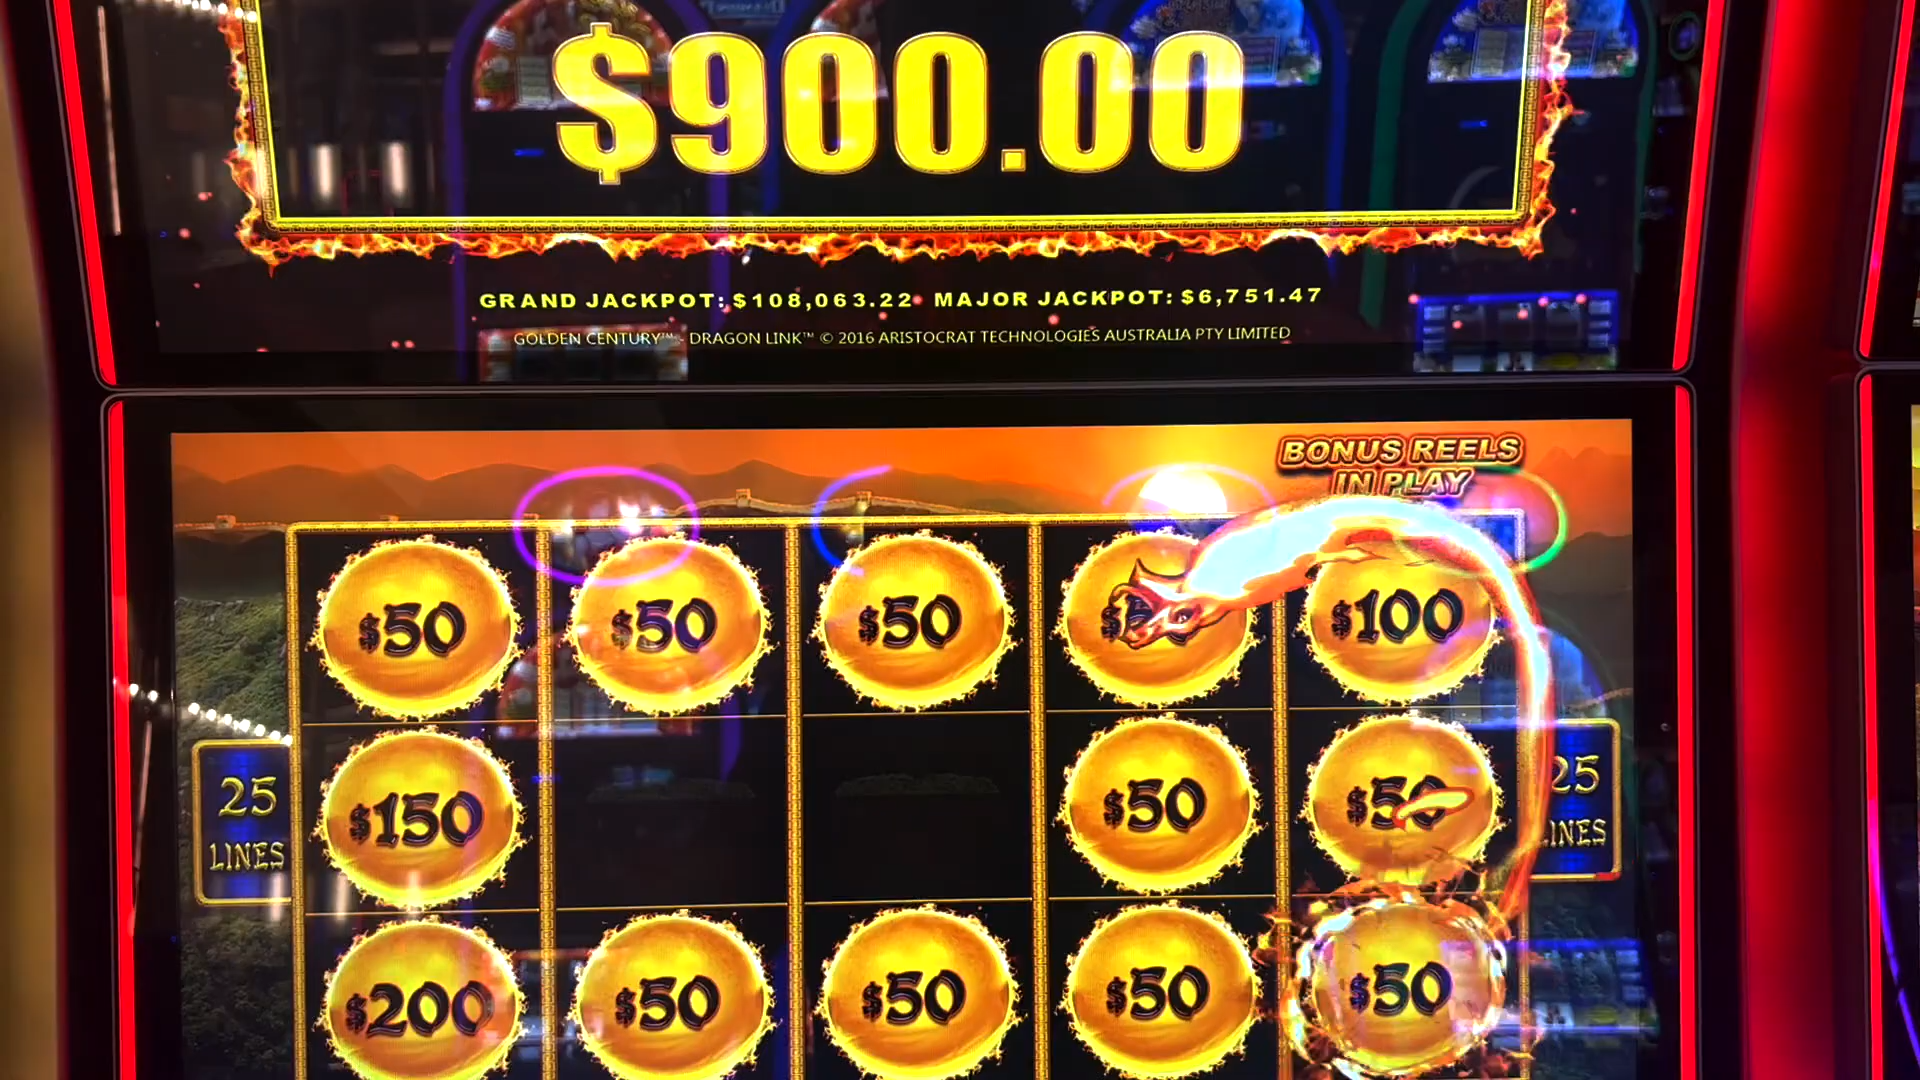 $900.00
GRAND JACKPOT: $108,063.22 MAJOR JACKPOT: $6,751.47
GOLDEN CENTURY™ - DRAGON LINK™ © 2016 ARISTOCRAT TECHNOLOGIES AUSTRALIA PTY LIMITED
BONUS REELS
IN PLAY
$50 $50 $50 $100
$150 $50 $50
25
LINES
25
LINES
$200 $50 $50 $50 $50